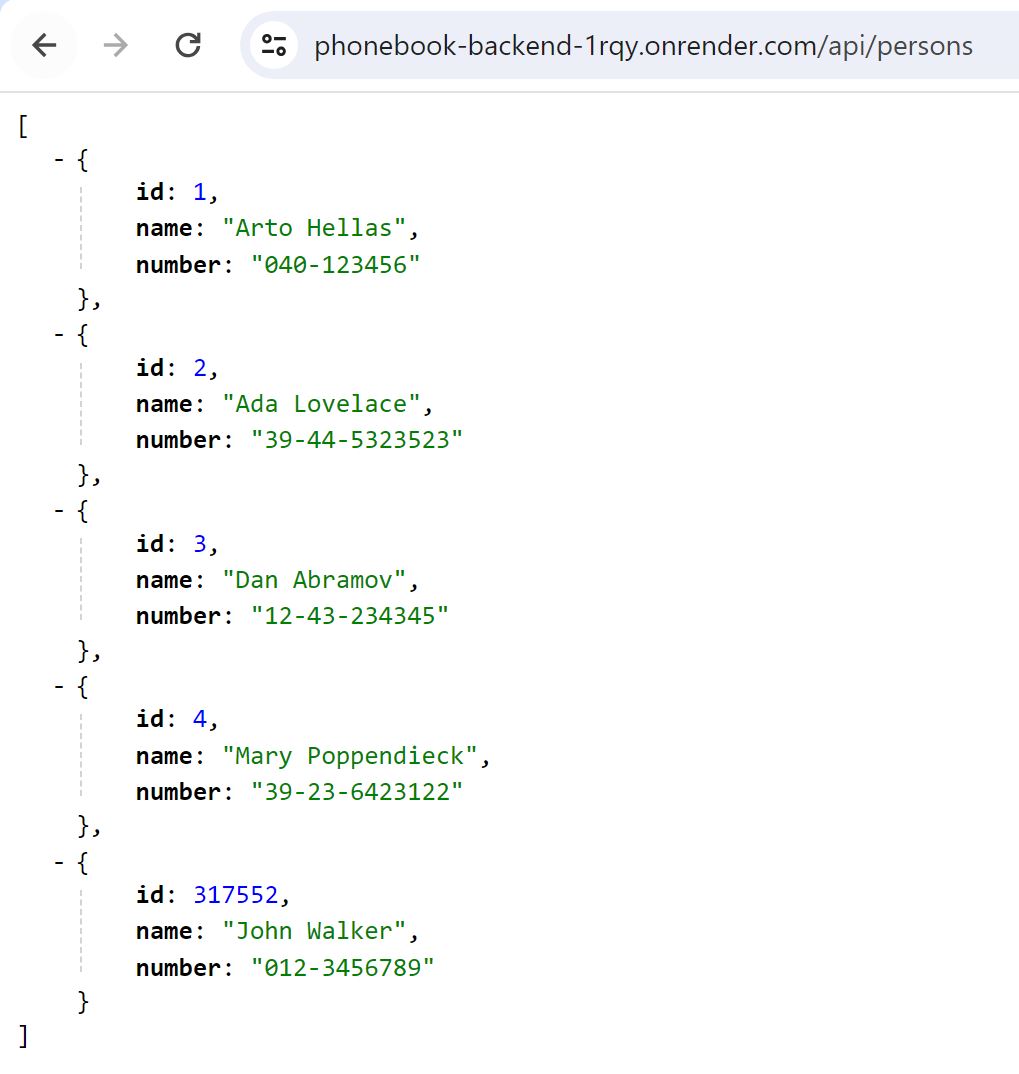 phonebook-backend-1rqy.onrender.com/api/persons
[
- {
id: 1,
name: "Arto Hellas",
number: "040-123456"
},
- {
id: 2,
name: "Ada Lovelace",
number: "39-44-5323523"
},
- {
id: 3,
name: "Dan Abramov",
number: "12-43-234345"
},
- {
id: 4,
name: "Mary Poppendieck",
number: "39-23-6423122"
},
- {
id: 317552,
name: "John Walker",
number: "012-3456789"
}
]